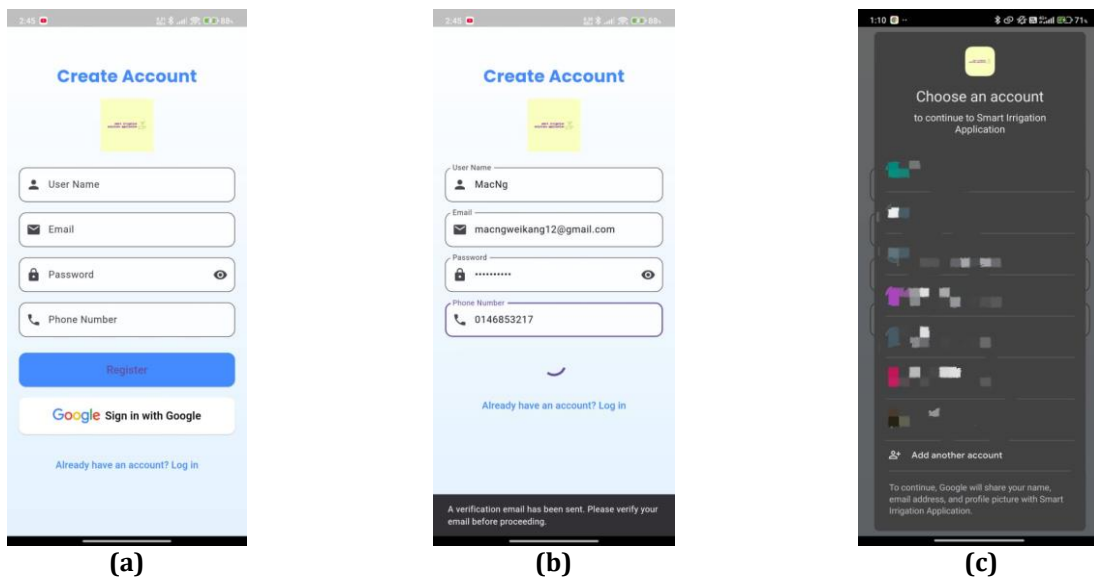 2:45
88%
Create Account
User Name
Email
Password
Phone Number
Register
Google Sign in with Google
Already have an account? Log in
(a)
2:45
88%
Create Account
User Name
MacNg
Email
macngweikang12@gmail.com
Password
••••••••••
Phone Number
0146853217
Already have an account? Log in
A verification email has been sent. Please verify your
email before proceeding.
(b)
1:10
71%
Choose an account
to continue to Smart Irrigation
Application
Add another account
To continue, Google will share your name,
email address, and profile picture with Smart
Irrigation Application.
(c)